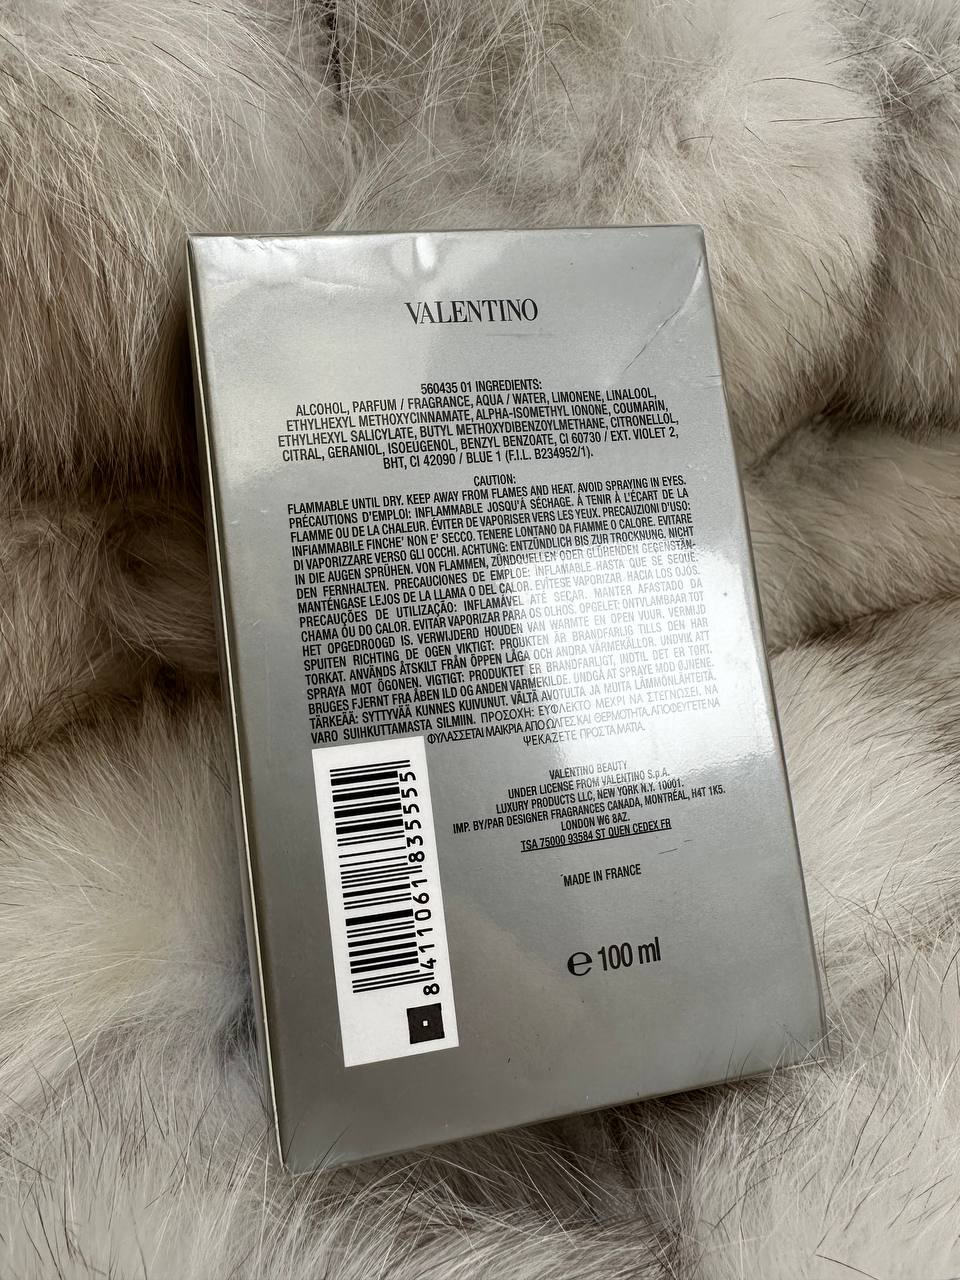 VALENTINO
560435 01 INGREDIENTS:
ALCOHOL, PARFUM / FRAGRANCE, AQUA / WATER, LIMONENE, LINALOOL,
ETHYLHEXYL METHOXYCINNAMATE, ALPHA-ISOMETHYL IONONE, COUMARIN,
ETHYLHEXYL SALICYLATE, BUTYL METHOXYDIBENZOYLMETHANE, CITRONELLOL,
CITRAL, GERANIOL, ISOEUGENOL, BENZYL BENZOATE, CI 60730 / EXT. VIOLET 2,
BHT, CI 42090 / BLUE 1 (F.I.L. B234952/1).
CAUTION:
FLAMMABLE UNTIL DRY. KEEP AWAY FROM FLAMES AND HEAT. AVOID SPRAYING IN EYES.
PRÉCAUTIONS D'EMPLOI: INFLAMMABLE JUSQU'À SÉCHAGE. À TENIR À L'ÉCART DE LA
FLAMME OU DE LA CHALEUR. ÉVITER DE VAPORISER VERS LES YEUX. PRECAUZIONI D'USO:
INFIAMMABILE FINCHE' NON E' SECCO. TENERE LONTANO DA FIAMME O CALORE. EVITARE
DI VAPORIZZARE VERSO GLI OCCHI. ACHTUNG: ENTZÜNDLICH BIS ZUR TROCKNUNG. NICHT
IN DIE AUGEN SPRÜHEN. VON FLAMMEN, ZÜNDQUELLEN ODER GLÜHENDEN GEGENSTÄN-
DEN FERNHALTEN. PRECAUCIONES DE EMPLOE: INFLAMABLE HASTA QUE SE SEQUE.
MANTÉNGASE LEJOS DE LA LLAMA O DEL CALOR. EVÍTESE VAPORIZAR HACIA LOS OJOS.
PRECAUÇÕES DE UTILIZAÇÃO: INFLAMÁVEL ATÉ SECAR. MANTER AFASTADO DA
CHAMA OU DO CALOR. EVITAR VAPORIZAR PARA OS OLHOS. OPGELET: ONTVLAMBAAR TOT
HET OPGEDROOGD IS. VERWIJDERD HOUDEN VAN WARMTE EN OPEN VUUR. VERMIJD
SPUITEN RICHTING DE OGEN VIKTIGT: PRODUKTEN ÄR BRANDFARLIG TILLS DEN HAR
TORKAT. ANVÄNDS ÅTSKILT FRÅN ÖPPEN LÅGA OCH ANDRA VÄRMEKÄLLOR. UNDVIK ATT
SPRAYA MOT ÖGONEN. VIGTIGT: PRODUKTET ER BRANDFARLIGT, INDTIL DET ER TØRT.
BRUGES FJERNT FRA ÅBEN ILD OG ANDEN VARMEKILDE. UNDGÅ AT SPRAYE MOD ØJNENE.
TÄRKEÄÄ: SYTTYVÄÄ KUNNES KUIVUNUT. VÄLTÄ AVOTULTA JA MUITA LÄMMÖNLÄHTEITÄ.
VARO SUIHKUTTAMASTA SILMIIN. ΠΡΟΣΟΧΗ: ΕΥΦΛΕΚΤΟ ΜΕΧΡΙ ΝΑ ΣΤΕΓΝΩΣΕΙ. ΝΑ
ΦΥΛΑΣΣΕΤΑΙ ΜΑΚΡΙΑ ΑΠΟ ΦΛΟΓΕΣ ΚΑΙ ΘΕΡΜΟΤΗΤΑ. ΑΠΟΦΕΥΓΕΤΕ ΝΑ
ΨΕΚΑΖΕΤΕ ΠΡΟΣ ΤΑ ΜΑΤΙΑ.
VALENTINO BEAUTY
UNDER LICENSE FROM VALENTINO S.p.A.
LUXURY PRODUCTS LLC, NEW YORK N.Y. 10001.
IMP. BY/PAR DESIGNER FRAGRANCES CANADA, MONTRÉAL, H4T 1K5.
LONDON W6 8AZ.
TSA 75000 93584 ST QUEN CEDEX FR
MADE IN FRANCE
℮ 100 ml
8 411061 835555